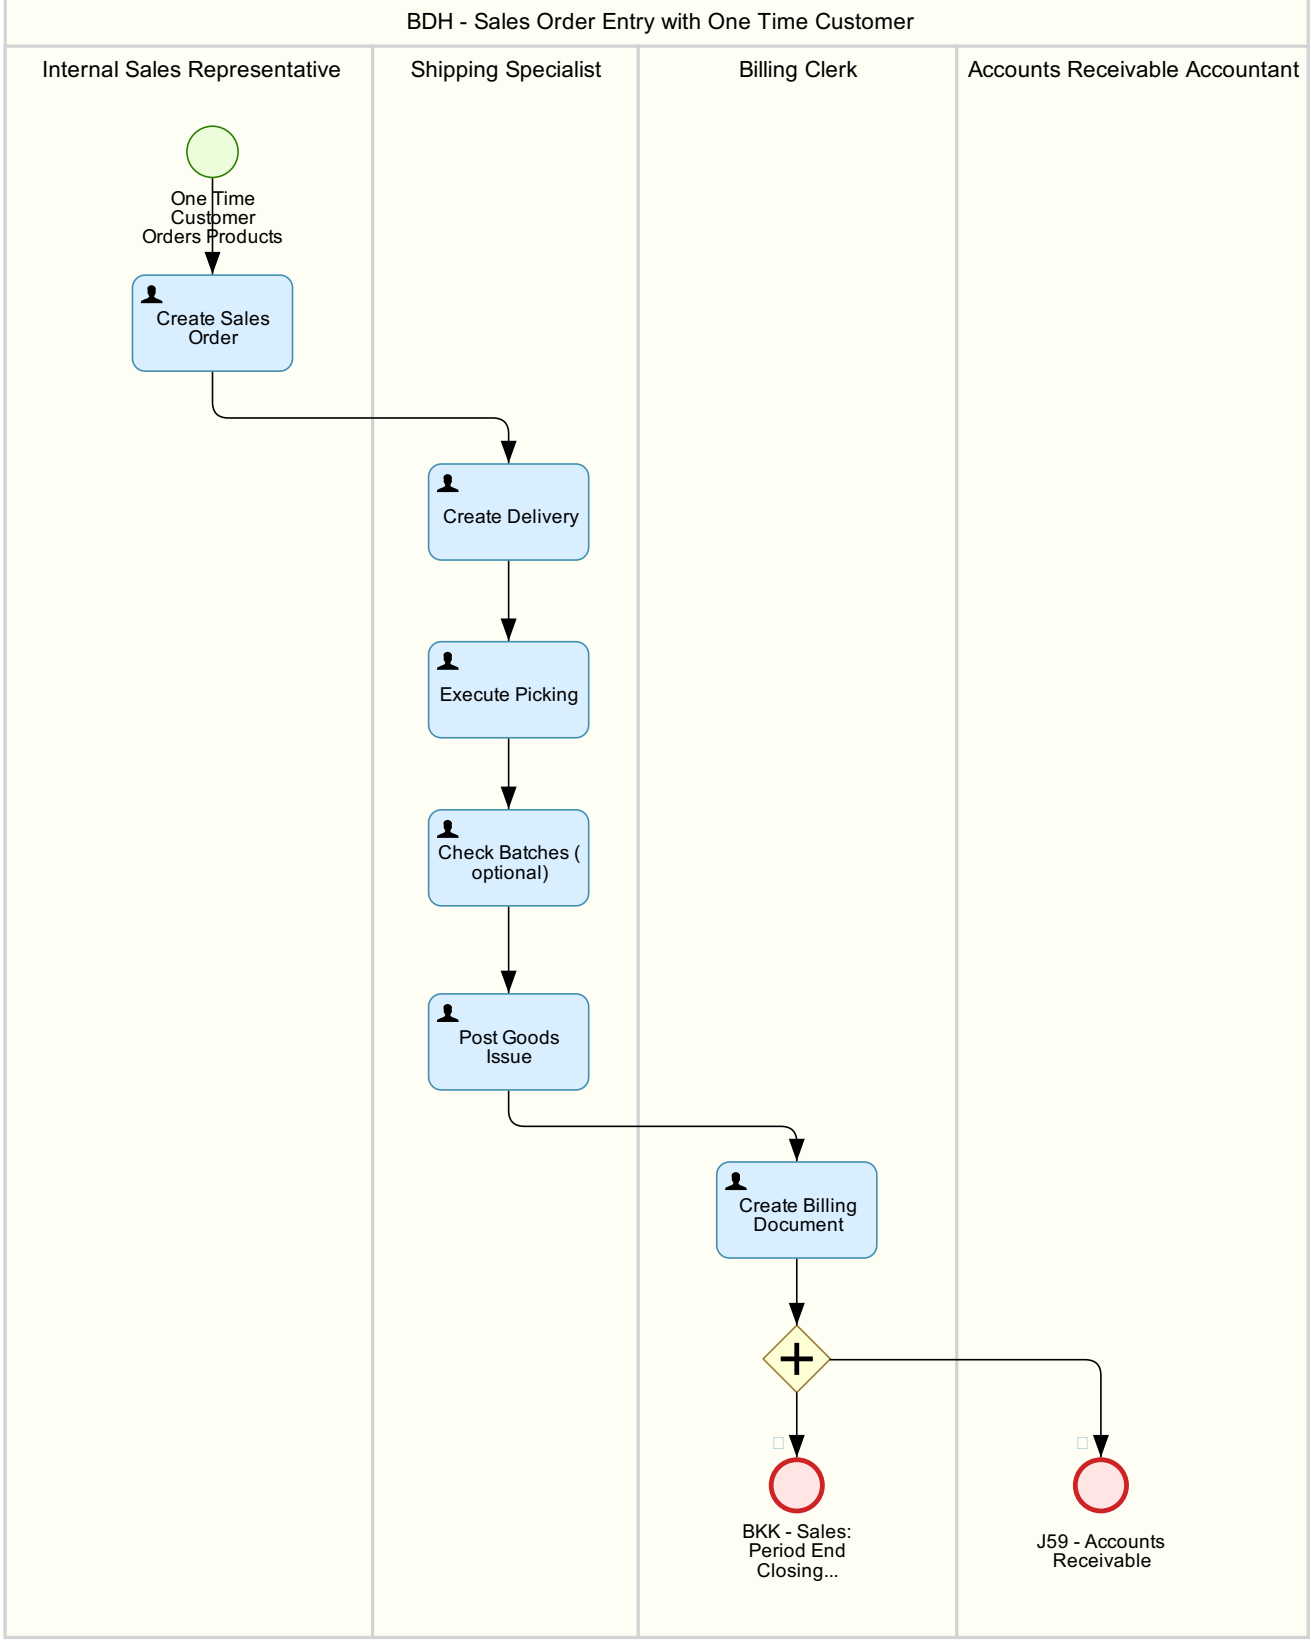 BDH - Sales Order Entry with One Time Customer
Internal Sales Representative
Shipping Specialist
Billing Clerk
Accounts Receivable Accountant
One Time
Customer
Orders Products
Create Sales
Order
Create Delivery
Execute Picking
Check Batches (
optional)
Post Goods
Issue
Create Billing
Document
BKK - Sales:
Period End
Closing...
J59 - Accounts
Receivable